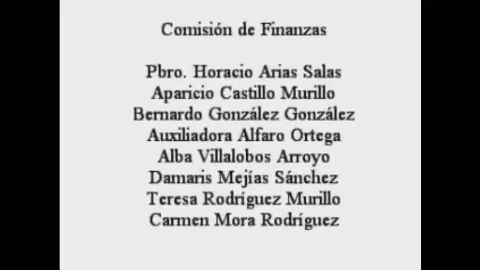 Comisión de Finanzas
Pbro. Horacio Arias Salas
Aparicio Castillo Murillo
Bernardo González González
Auxiliadora Alfaro Ortega
Alba Villalobos Arroyo
Damaris Mejías Sánchez
Teresa Rodríguez Murillo
Carmen Mora Rodríguez